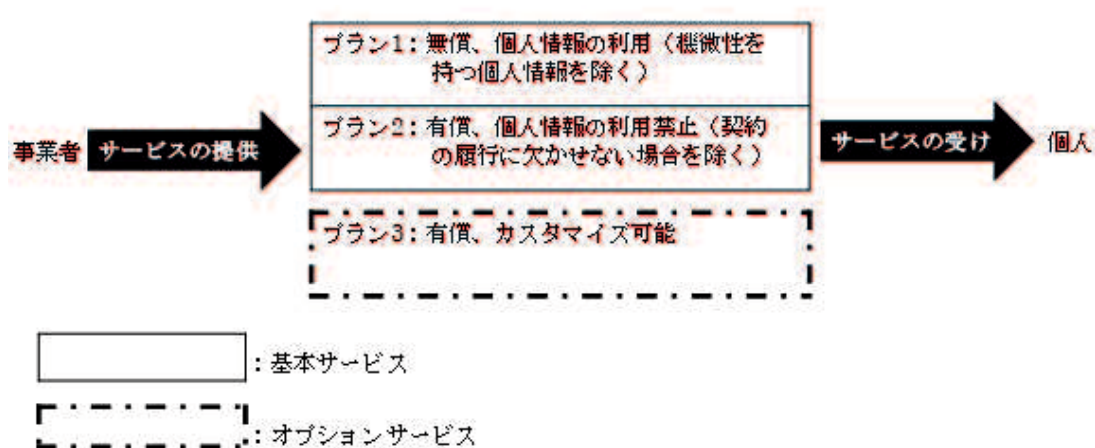 プラン1：無償、個人情報の利用（機微性を
持つ個人情報を除く）
プラン2：有償、個人情報の利用禁止（契約
の履行に欠かせない場合を除く）
事業者
サービスの提供
サービスの受け
個人
プラン3：有償、カスタマイズ可能
：基本サービス
：オプションサービス